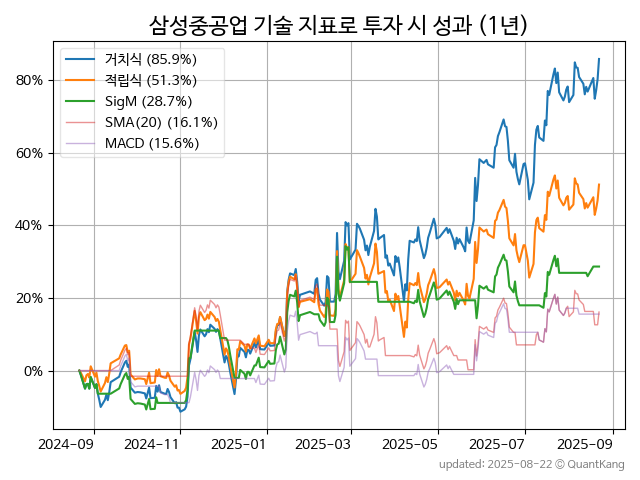 삼성중공업 기술 지표로 투자 시 성과 (1년)
거치식 (85.9%)
적립식 (51.3%)
SigM (28.7%)
SMA(20) (16.1%)
MACD (15.6%)
80%
60%
40%
20%
0%
2024-09 2024-11 2025-01 2025-03 2025-05 2025-07 2025-09
updated: 2025-08-22 © QuantKang